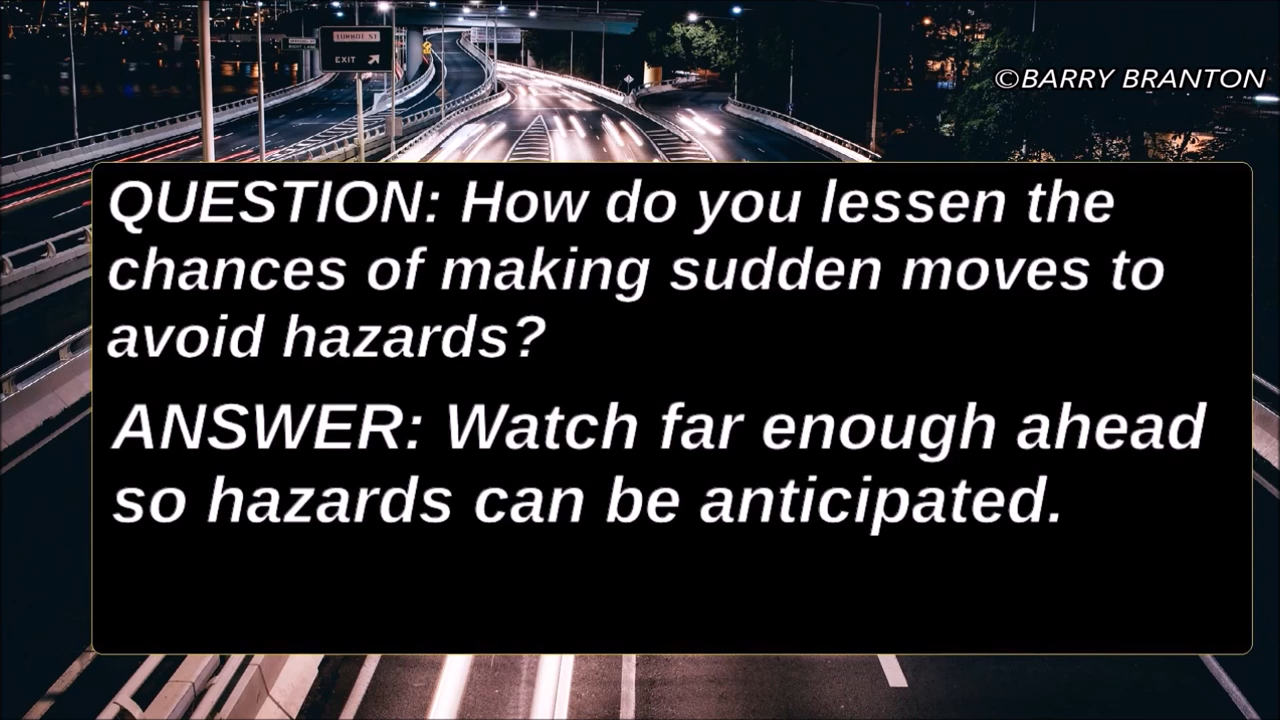 ©BARRY BRANTON
EXIT
QUESTION: How do you lessen the
chances of making sudden moves to
avoid hazards?
ANSWER: Watch far enough ahead
so hazards can be anticipated.